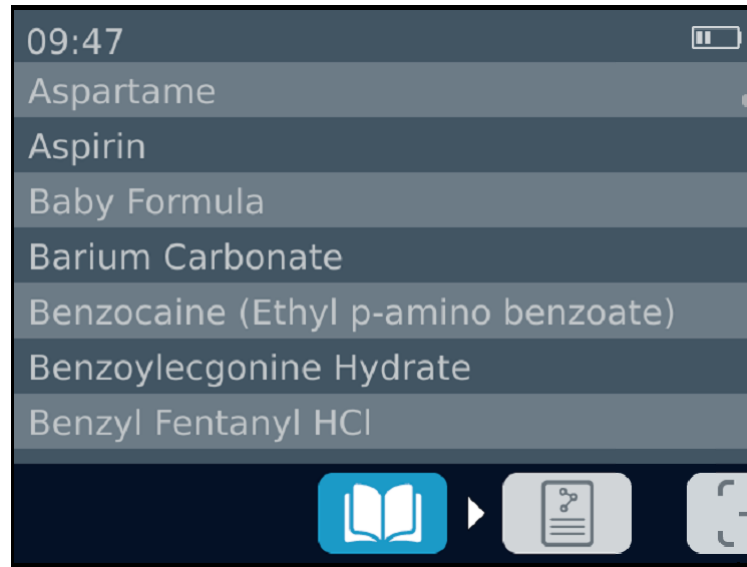 09:47
Aspartame
Aspirin
Baby Formula
Barium Carbonate
Benzocaine (Ethyl p-amino benzoate)
Benzoylecgonine Hydrate
Benzyl Fentanyl HCl